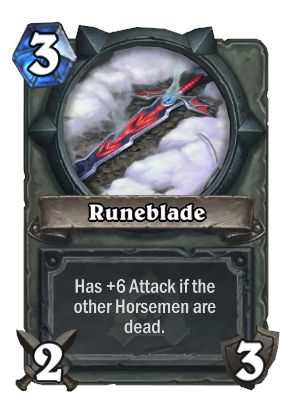 3
Runeblade
Has +6 Attack if the
other Horsemen are
dead.
2
3